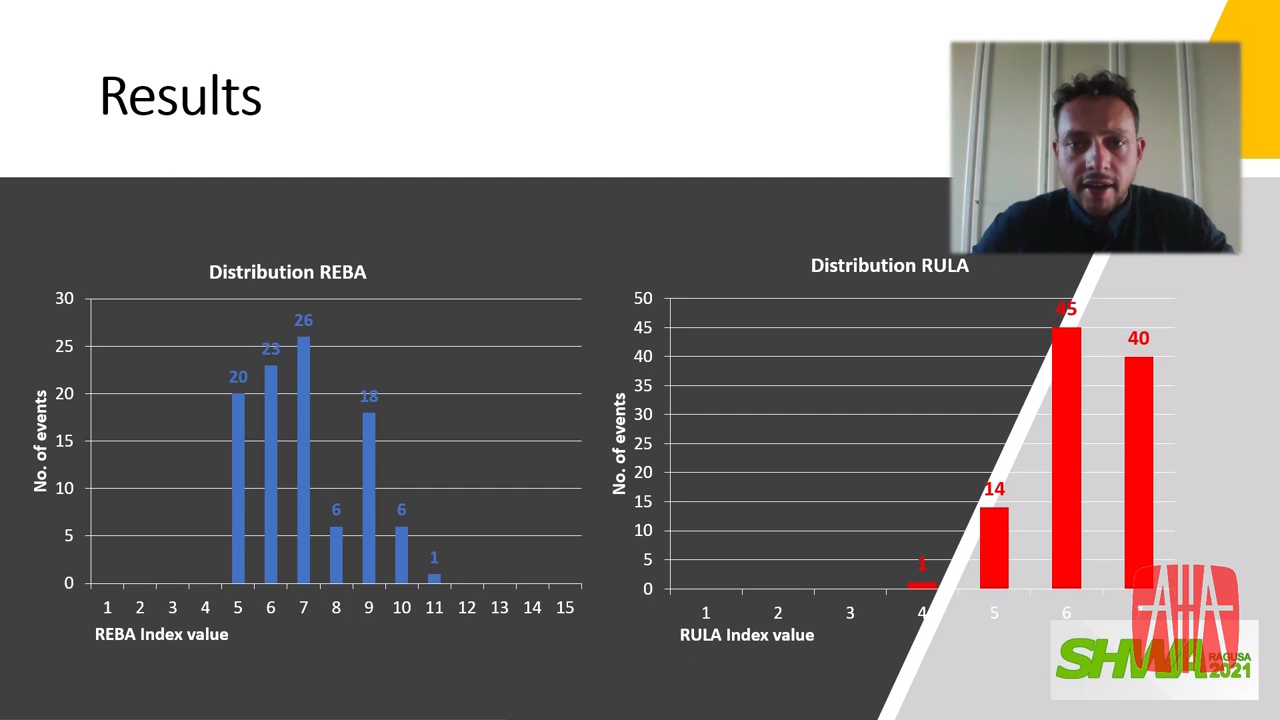 Results
Distribution REBA
30
25
20
15
10
5
0
No. of events
20
23
26
6
18
6
1
1 2 3 4 5 6 7 8 9 10 11 12 13 14 15
REBA Index value
Distribution RULA
50
45
40
35
30
25
20
15
10
5
0
No. of events
1
14
45
40
1 2 3 4 5 6
RULA Index value
AHA
SHWA
RAGUSA
2021